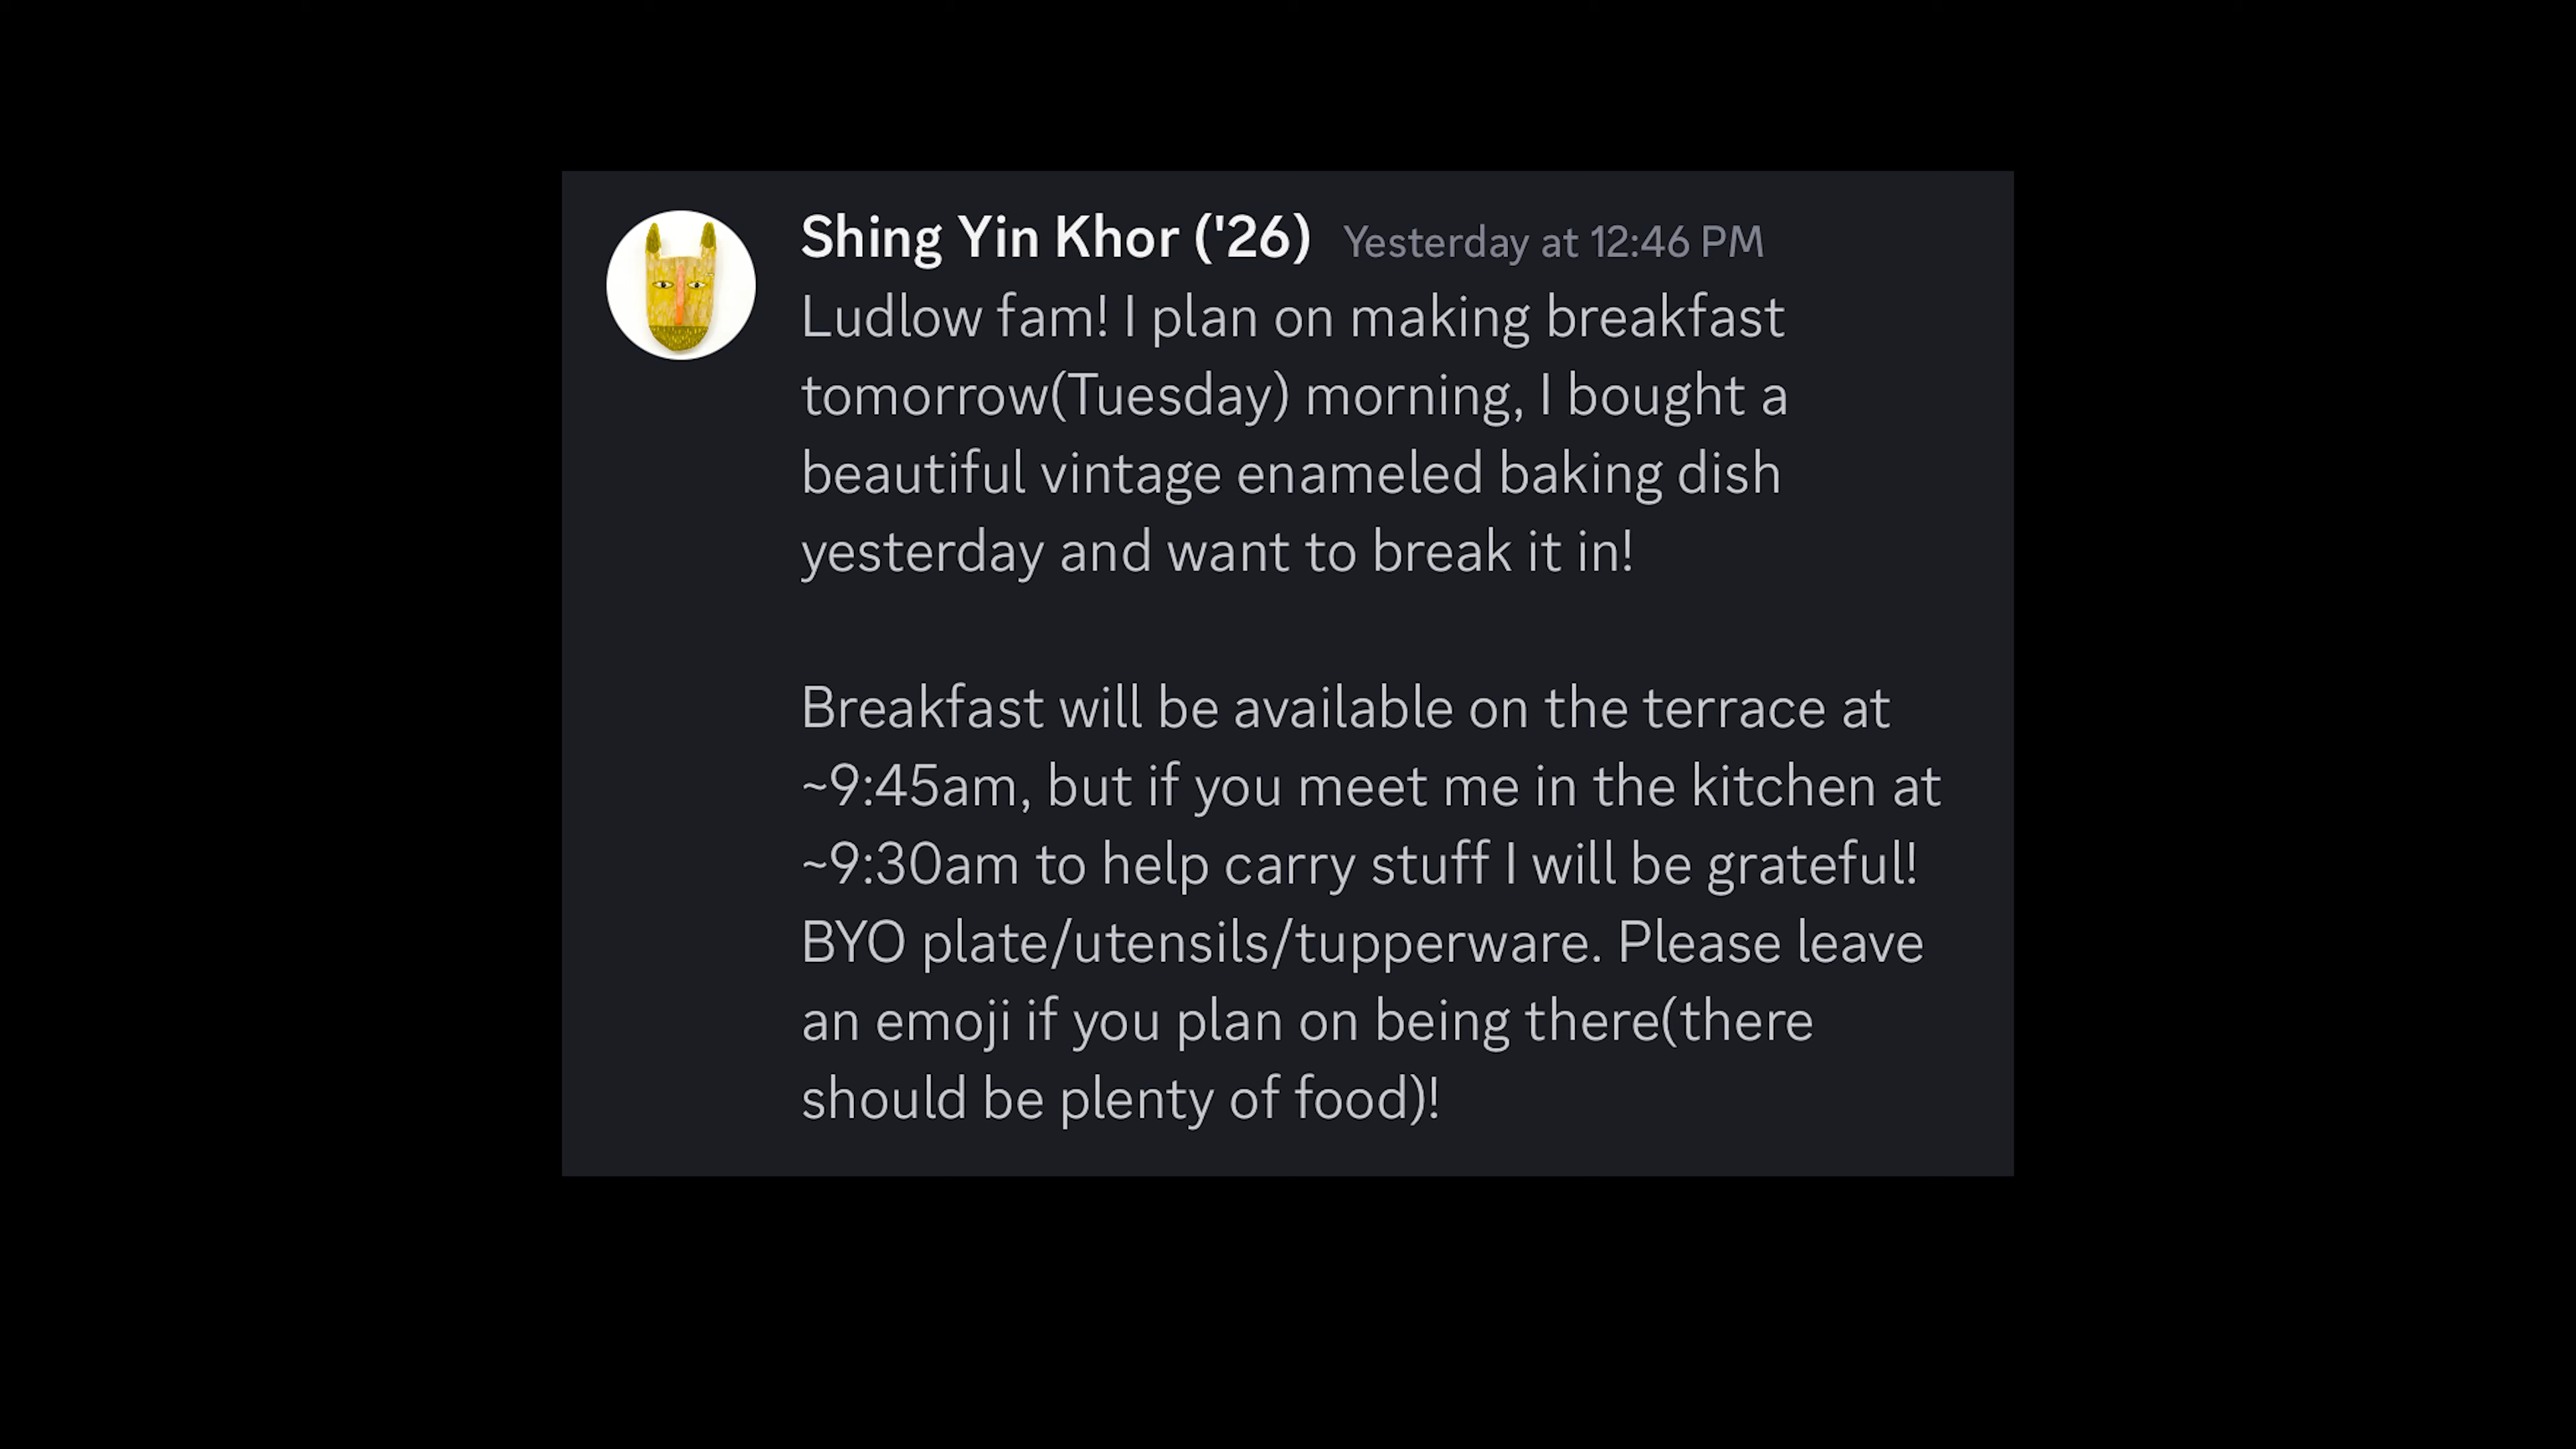 Shing Yin Khor ('26) Yesterday at 12:46 PM
Ludlow fam! I plan on making breakfast
tomorrow(Tuesday) morning, I bought a
beautiful vintage enameled baking dish
yesterday and want to break it in!
Breakfast will be available on the terrace at
~9:45am, but if you meet me in the kitchen at
~9:30am to help carry stuff I will be grateful!
BYO plate/utensils/tupperware. Please leave
an emoji if you plan on being there(there
should be plenty of food)!